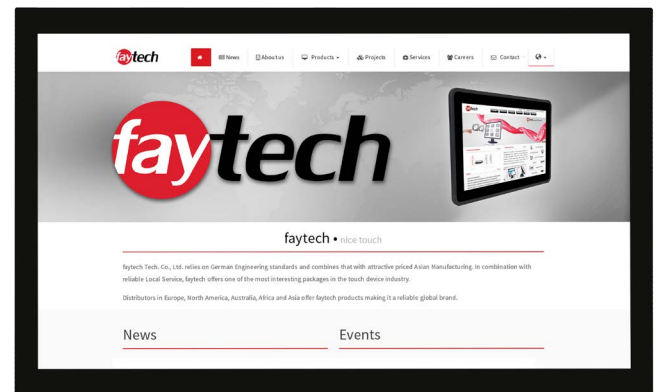 faytech
News
About us
Products
Projects
Services
Careers
Contact
faytech
faytech • nice touch
faytech Tech. Co., Ltd. relies on German Engineering standards and combines that with attractive priced Asian Manufacturing. In combination with
reliable Local Service, faytech offers one of the most interesting packages in the touch device industry.
Distributors in Europe, North America, Australia, Africa and Asia offer faytech products making it a reliable global brand.
News
Events